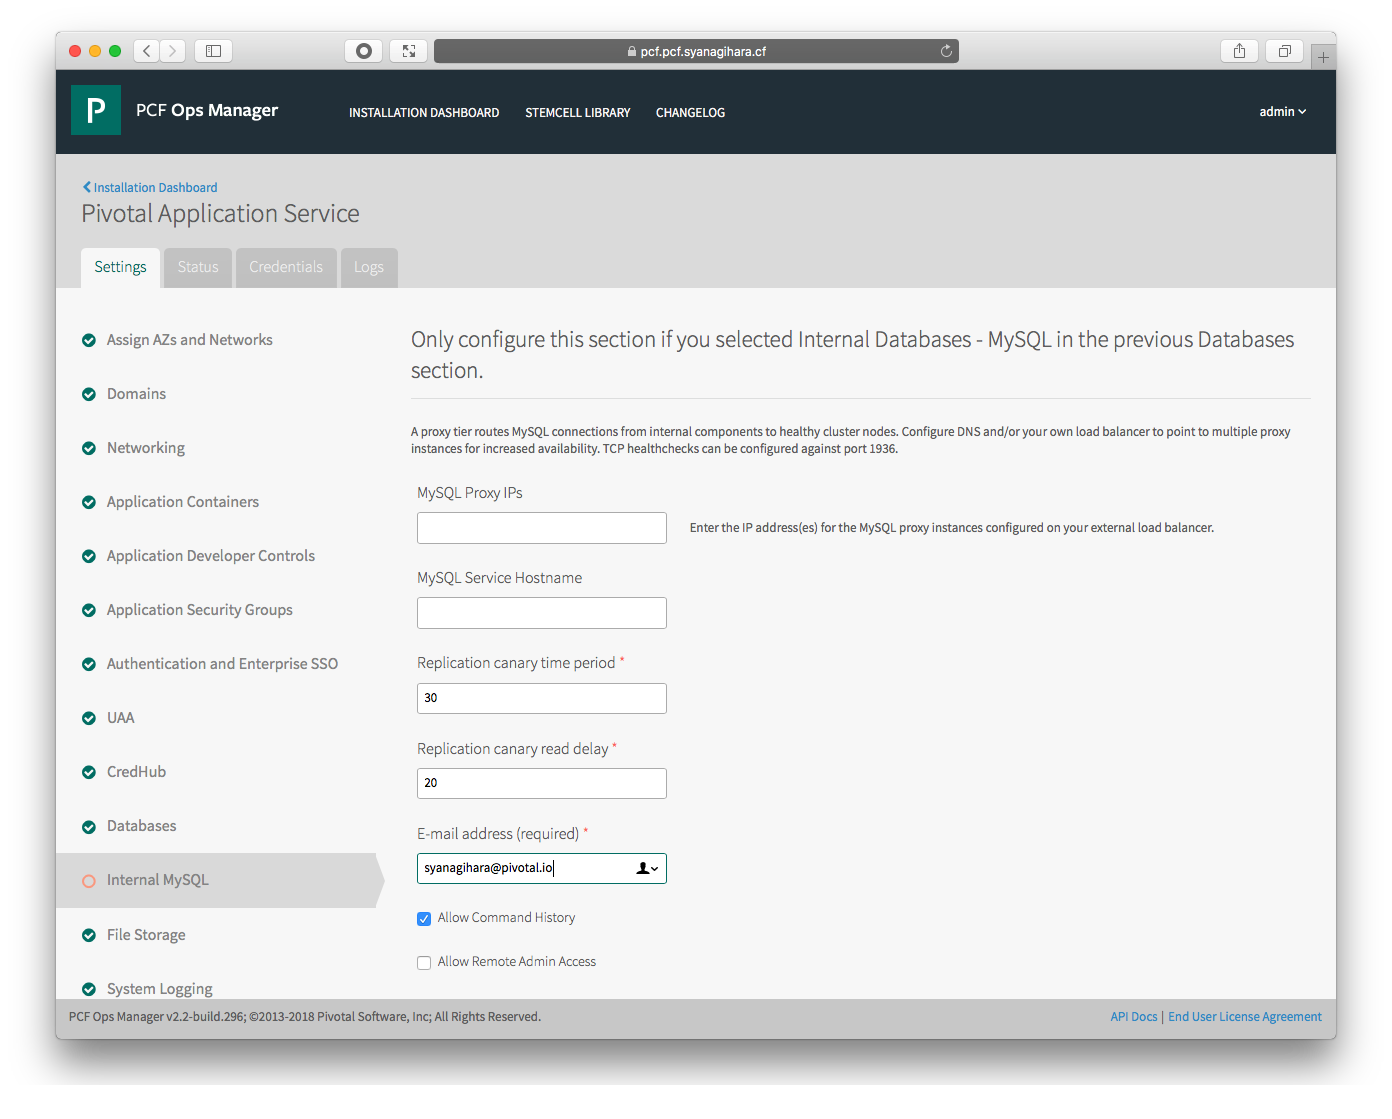 pcf.pcf.syanagihara.cf
P
PCF Ops Manager
INSTALLATION DASHBOARD
STEMCELL LIBRARY
CHANGELOG
admin
Installation Dashboard
Pivotal Application Service
Settings
Status
Credentials
Logs
Assign AZs and Networks
Domains
Networking
Application Containers
Application Developer Controls
Application Security Groups
Authentication and Enterprise SSO
UAA
CredHub
Databases
Internal MySQL
File Storage
System Logging
Only configure this section if you selected Internal Databases - MySQL in the previous Databases
section.
A proxy tier routes MySQL connections from internal components to healthy cluster nodes. Configure DNS and/or your own load balancer to point to multiple proxy
instances for increased availability. TCP healthchecks can be configured against port 1936.
MySQL Proxy IPs
Enter the IP address(es) for the MySQL proxy instances configured on your external load balancer.
MySQL Service Hostname
Replication canary time period *
30
Replication canary read delay *
20
E-mail address (required) *
syanagihara@pivotal.io
Allow Command History
Allow Remote Admin Access
PCF Ops Manager v2.2-build.296; ©2013-2018 Pivotal Software, Inc; All Rights Reserved.
API Docs | End User License Agreement